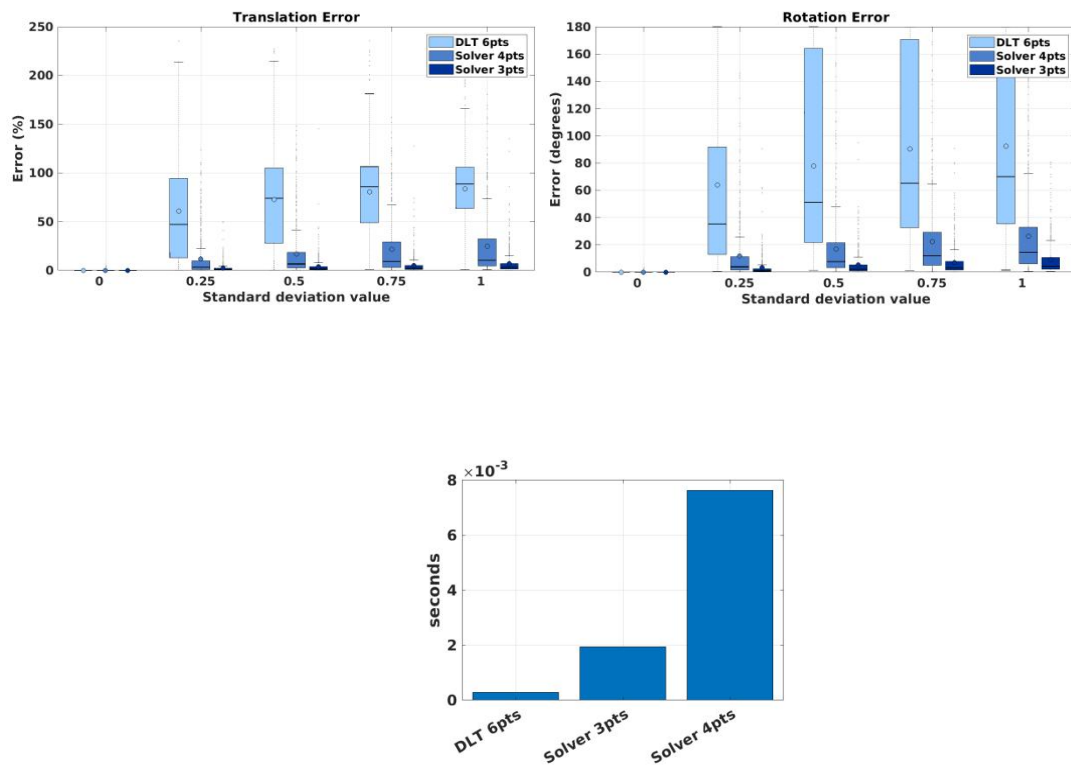 Translation Error
250
200
150
100
50
0
Error (%)
DLT 6pts
Solver 4pts
Solver 3pts
0 0.25 0.5 0.75 1
Standard deviation value
Rotation Error
180
160
140
120
100
80
60
40
20
0
Error (degrees)
DLT 6pts
Solver 4pts
Solver 3pts
0 0.25 0.5 0.75 1
Standard deviation value
×10⁻³
8
6
4
2
0
seconds
DLT 6pts
Solver 3pts
Solver 4pts